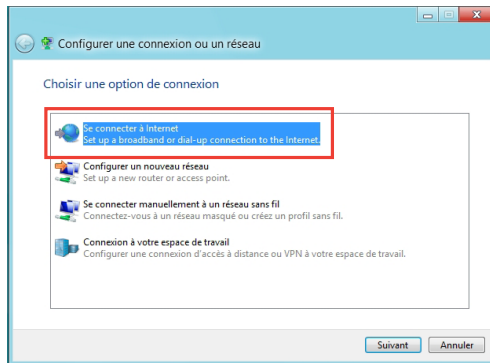 Configurer une connexion ou un réseau
Choisir une option de connexion
Se connecter à Internet
Set up a broadband or dial-up connection to the Internet.
Configurer un nouveau réseau
Set up a new router or access point.
Se connecter manuellement à un réseau sans fil
Connectez-vous à un réseau masqué ou créez un profil sans fil.
Connexion à votre espace de travail
Configurer une connexion d'accès à distance ou VPN à votre espace de travail.
Suivant Annuler